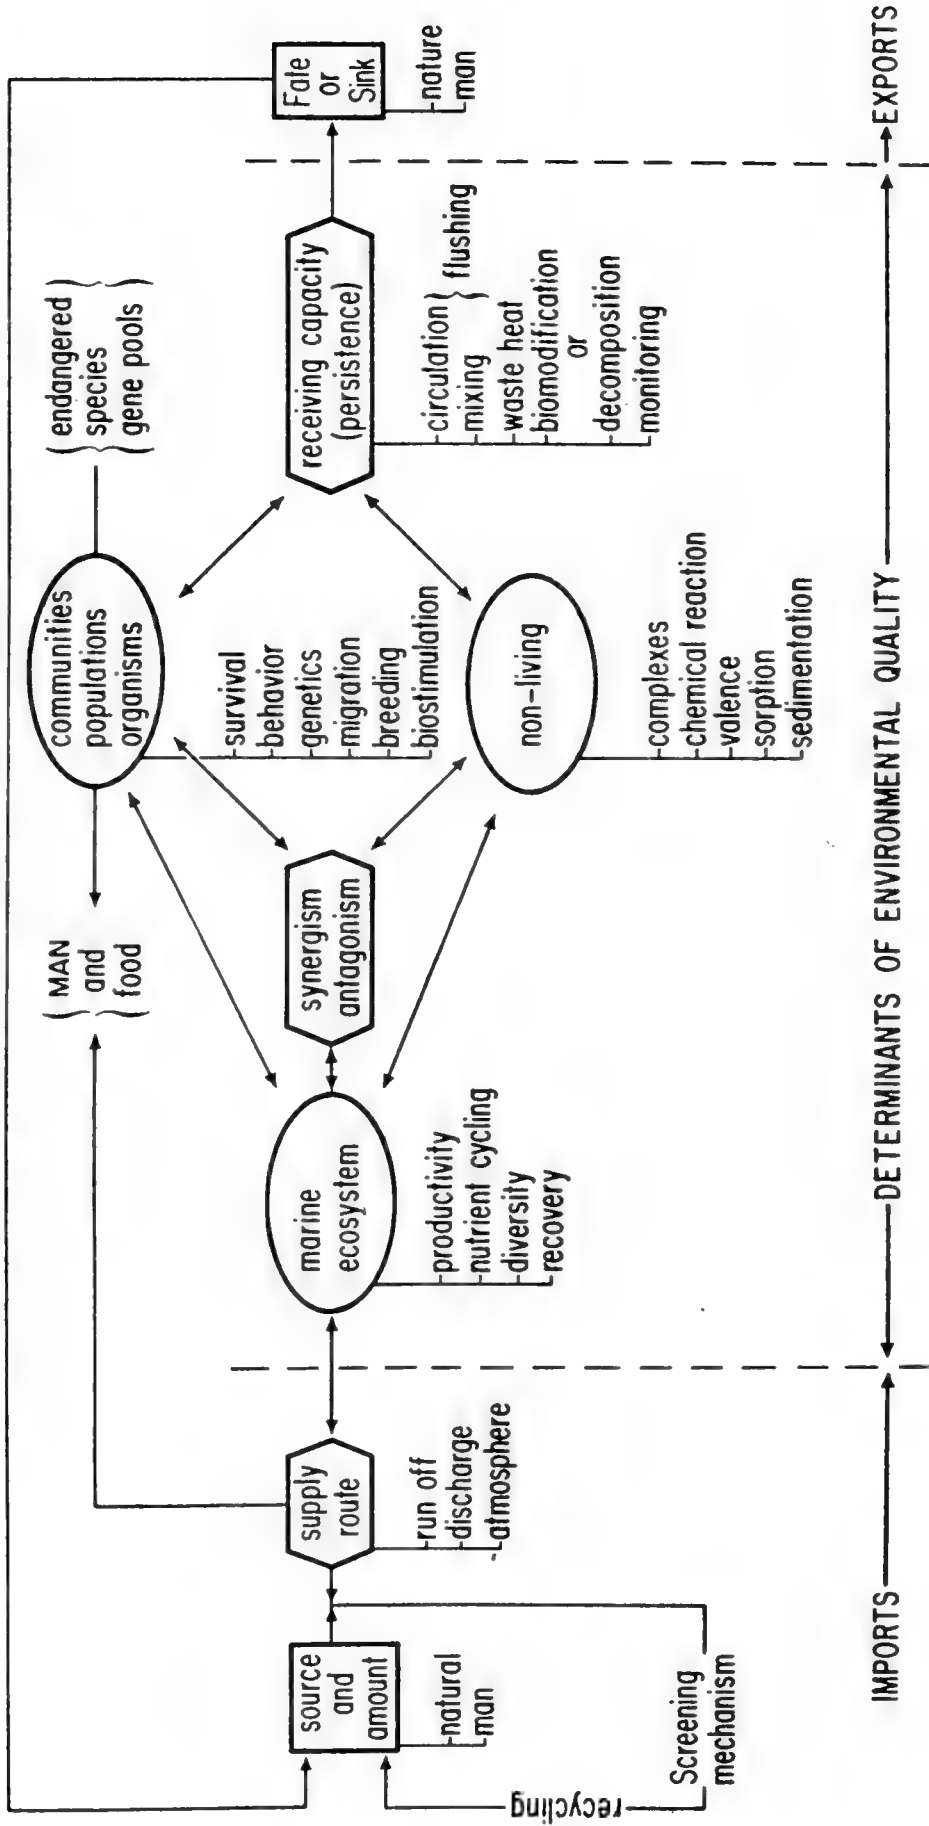 source
and
amount
natural
man
recycling
Screening
mechanism
supply
route
run off
discharge
atmosphere
(MAN
and
food)
marine
ecosystem
productivity
nutrient cycling
diversity
recovery
synergism
antagonism
communities
populations
organisms
survival
behavior
genetics
migration
breeding
biostimulation
{endangered
species
gene pools}
non-living
complexes
chemical reaction
valence
sorption
sedimentation
receiving capacity
(persistence)
circulation
mixing } flushing
waste heat
biomodification
or
decomposition
monitoring
Fate
or
Sink
nature
man
IMPORTS
DETERMINANTS OF ENVIRONMENTAL QUALITY
EXPORTS